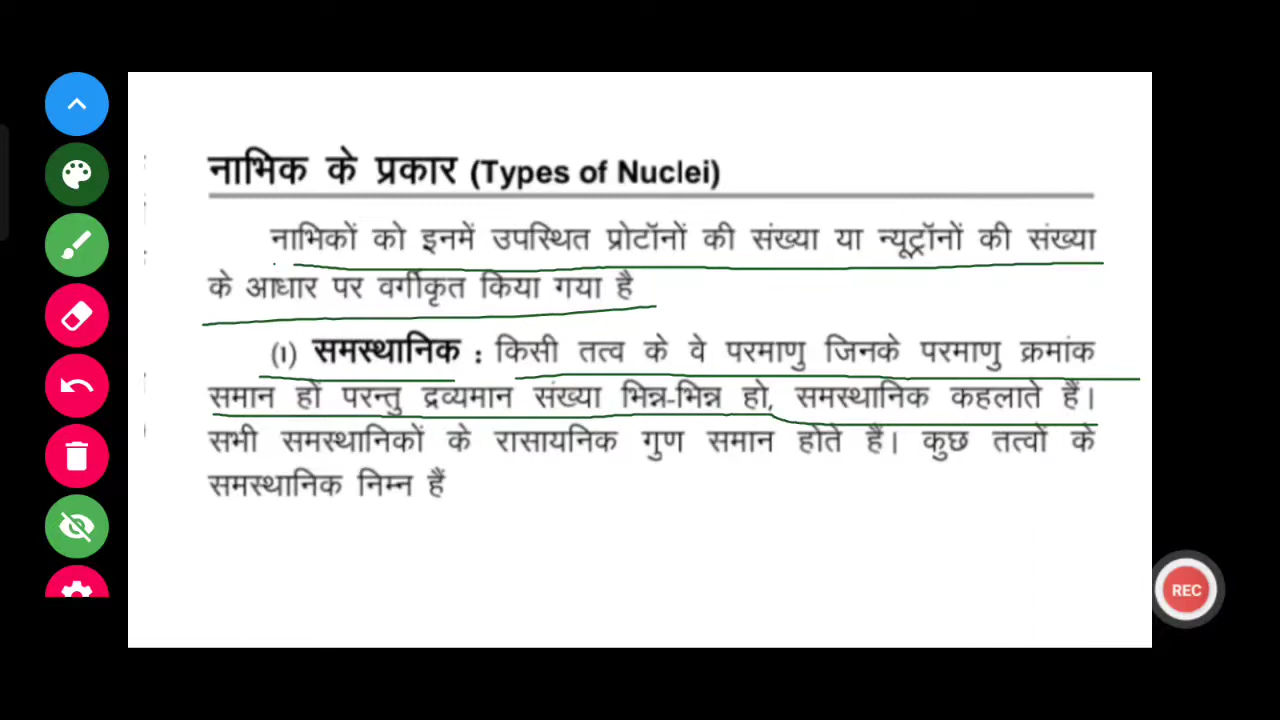 नाभिक के प्रकार (Types of Nuclei)
नाभिकों को इनमें उपस्थित प्रोटॉनों की संख्या या न्यूट्रॉनों की संख्या
के आधार पर वर्गीकृत किया गया है
(1) समस्थानिक : किसी तत्व के वे परमाणु जिनके परमाणु क्रमांक
समान हों परन्तु द्रव्यमान संख्या भिन्न-भिन्न हो, समस्थानिक कहलाते हैं।
सभी समस्थानिकों के रासायनिक गुण समान होते हैं। कुछ तत्वों के
समस्थानिक निम्न हैं
REC